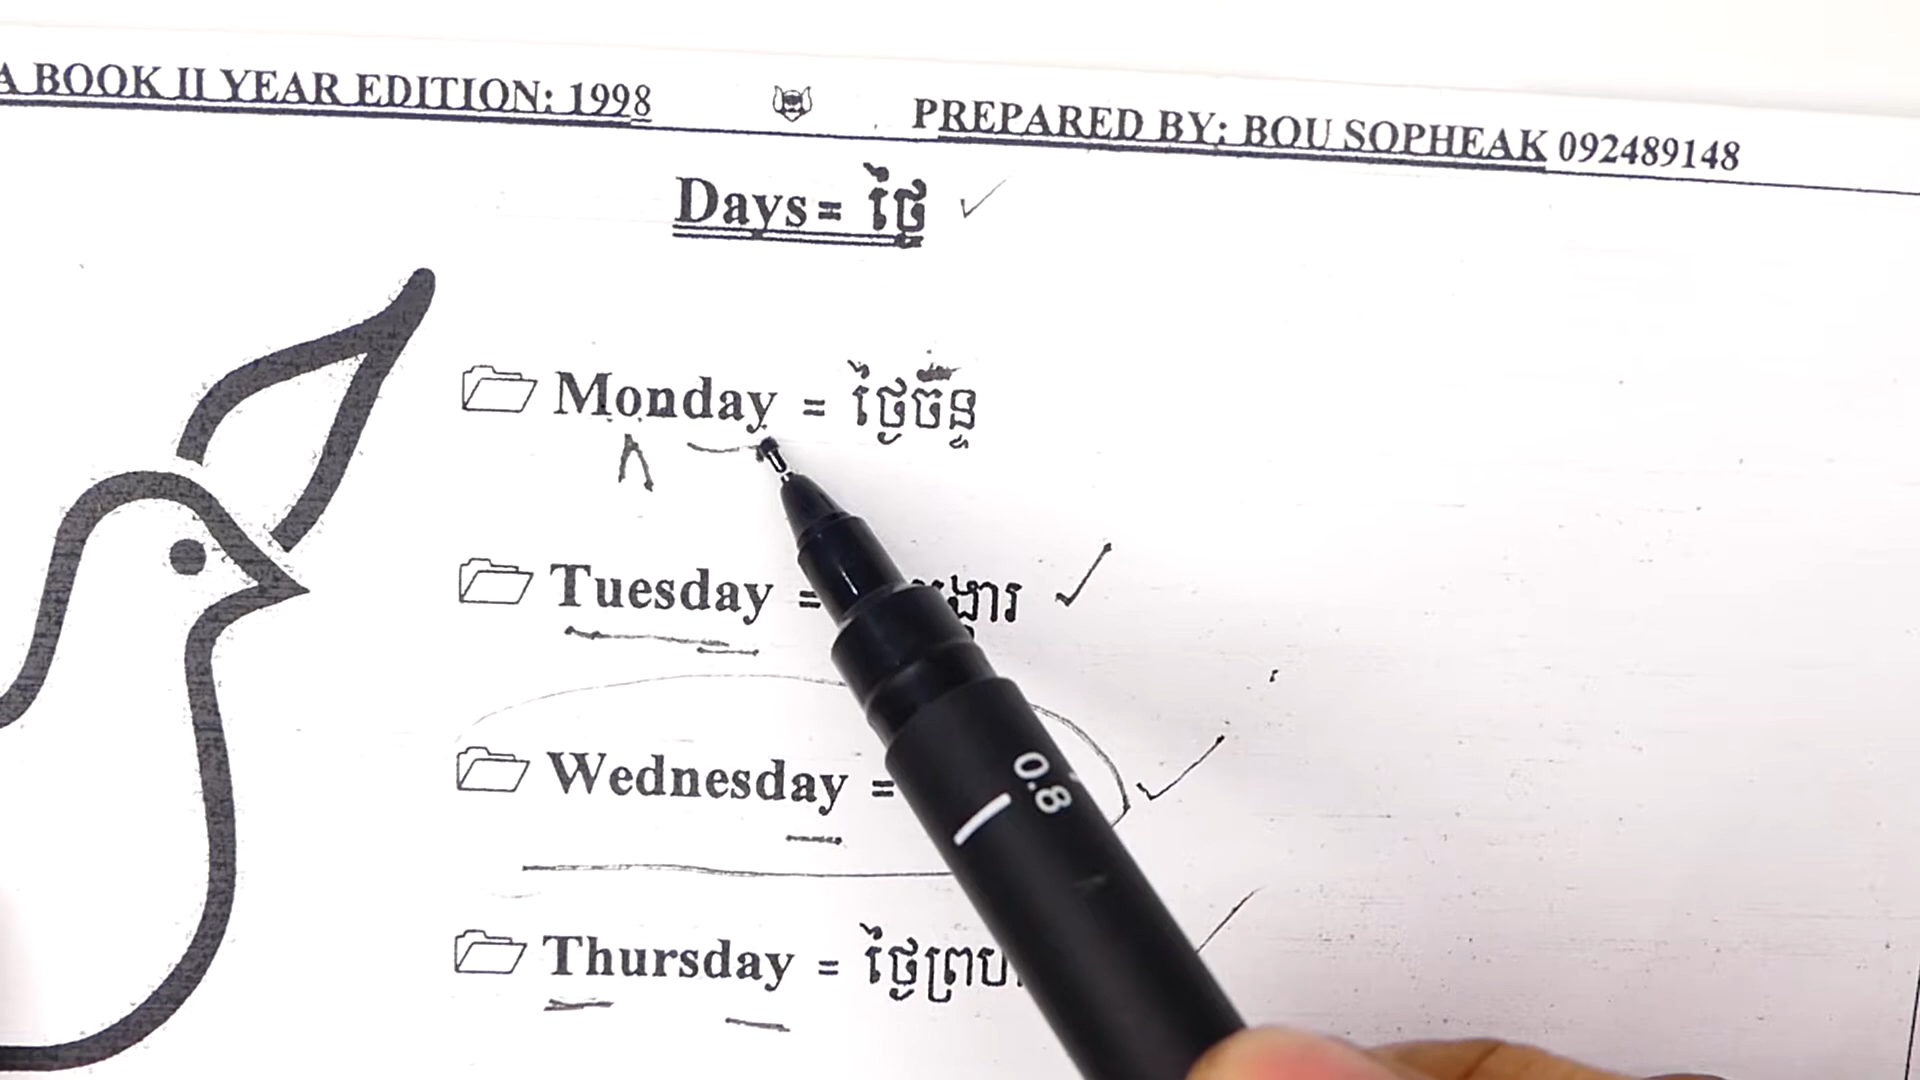 A BOOK II YEAR EDITION: 1998 PREPARED BY: BOU SOPHEAK 092489148
Days = ថ្ងៃ
Monday = ថ្ងៃច័ន្ទ
Λ
Tuesday =
Wednesday =
Thursday =
0.8